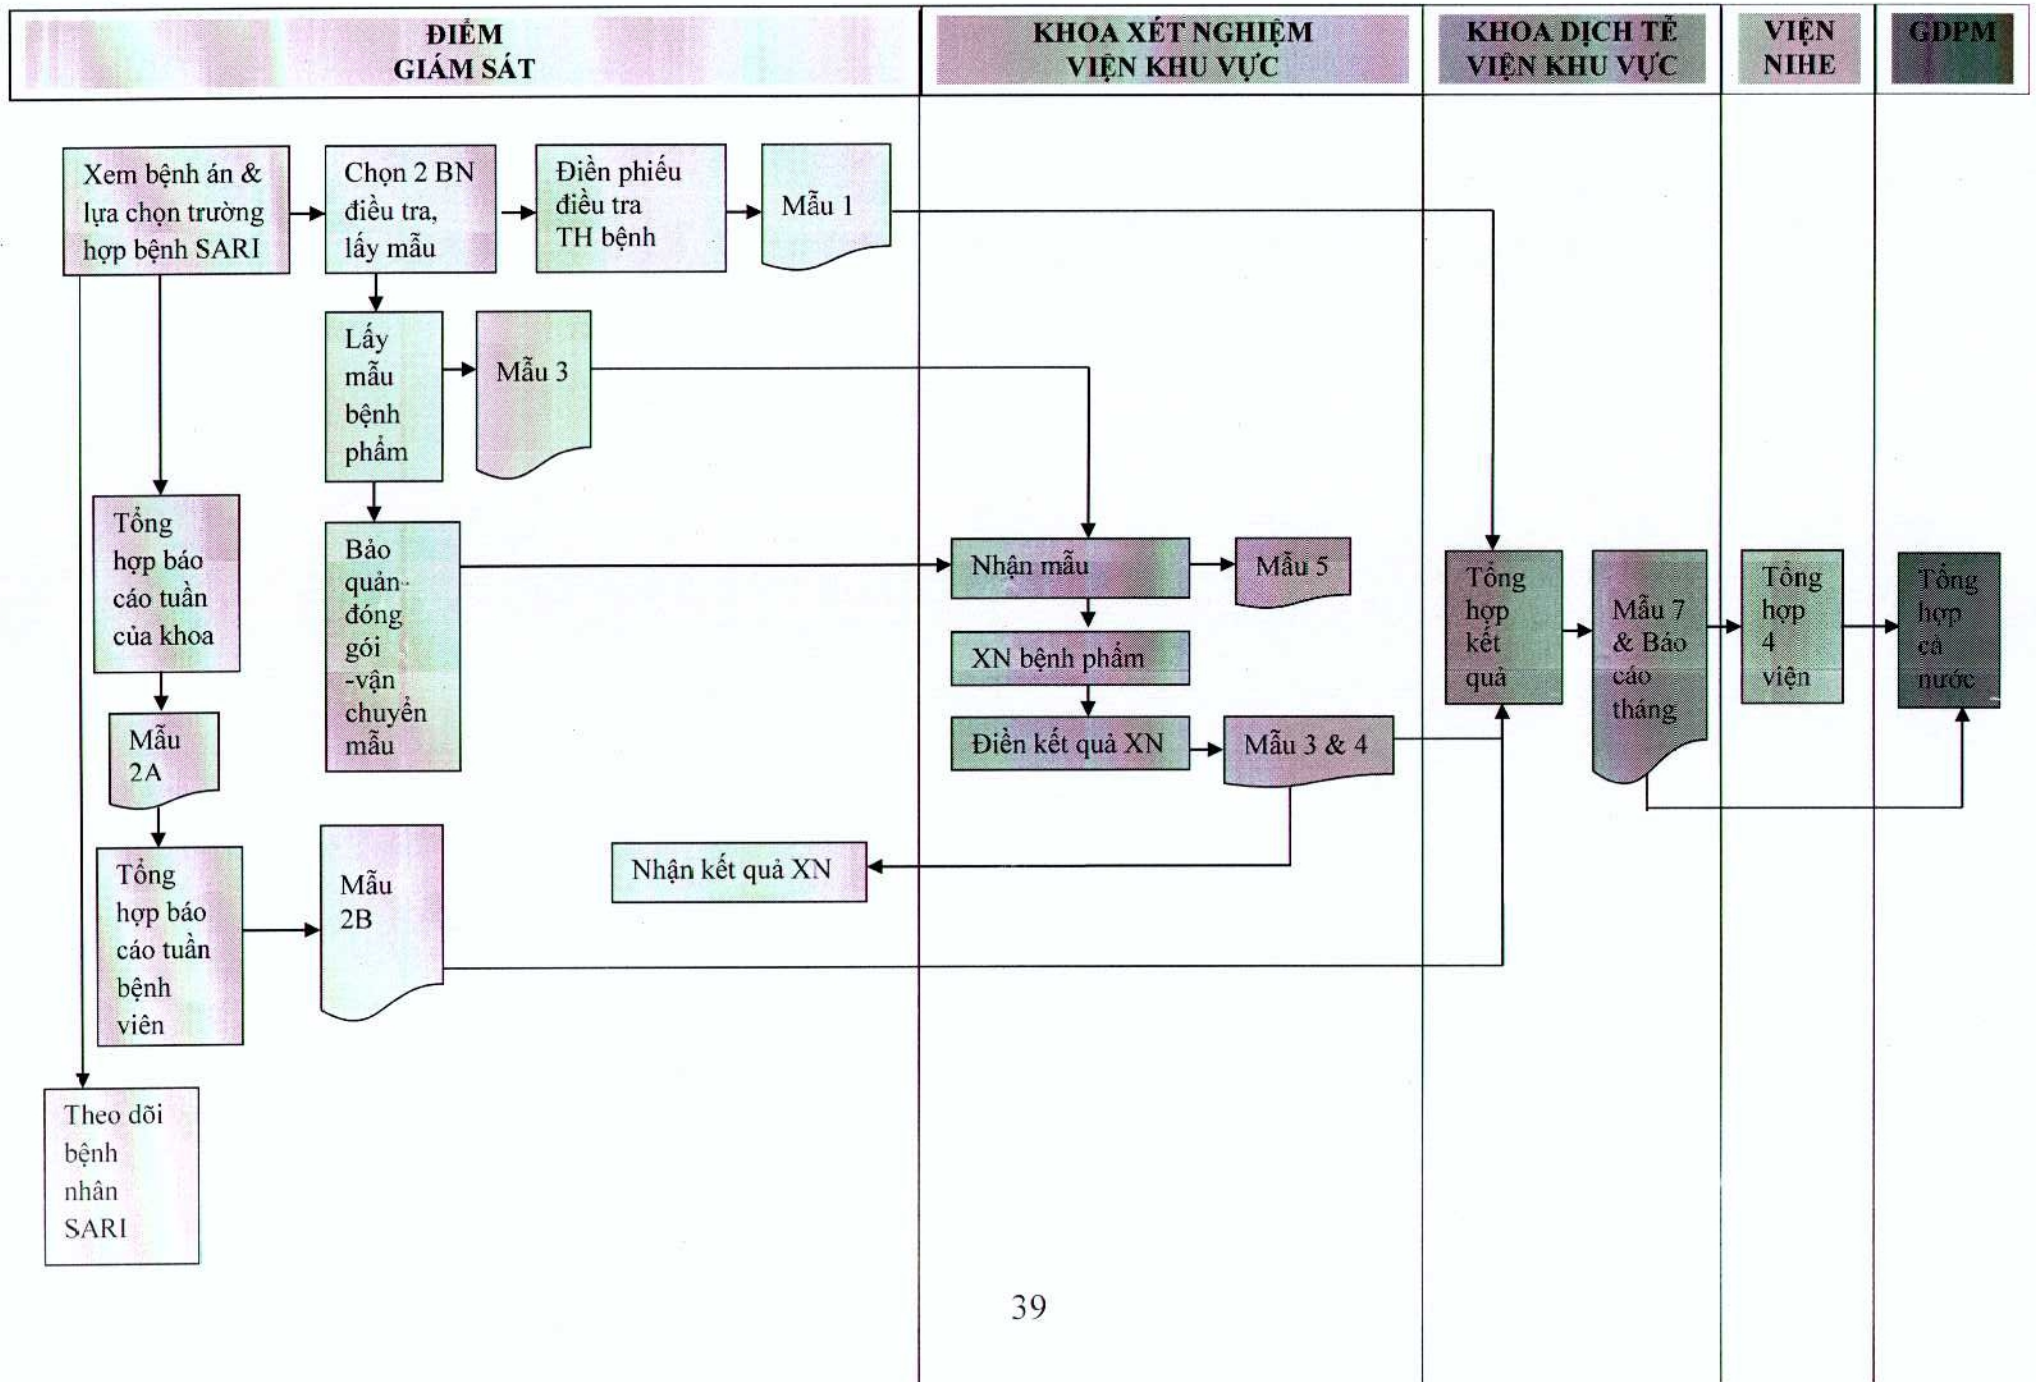 ĐIỂM
GIÁM SÁT
KHOA XÉT NGHIỆM
VIỆN KHU VỰC
KHOA DỊCH TỄ
VIỆN KHU VỰC
VIỆN
NIHE
GDPM
Xem bệnh án &
lựa chọn trường
hợp bệnh SARI
Chọn 2 BN
điều tra,
lấy mẫu
Điền phiếu
điều tra
TH bệnh
Mẫu 1
Lấy
mẫu
bệnh
phẩm
Mẫu 3
Tổng
hợp báo
cáo tuần
của khoa
Bảo
quản-
đóng
gói
-vận
chuyển
mẫu
Nhận mẫu
Mẫu 5
XN bệnh phẩm
Điền kết quả XN
Mẫu 3 & 4
Tổng
hợp
kết
quả
Mẫu 7
& Báo
cáo
tháng
Tổng
hợp
4
viện
Tổng
hợp
cả
nước
Mẫu
2A
Tổng
hợp báo
cáo tuần
bệnh
viên
Mẫu
2B
Nhận kết quả XN
Theo dõi
bệnh
nhân
SARI
39